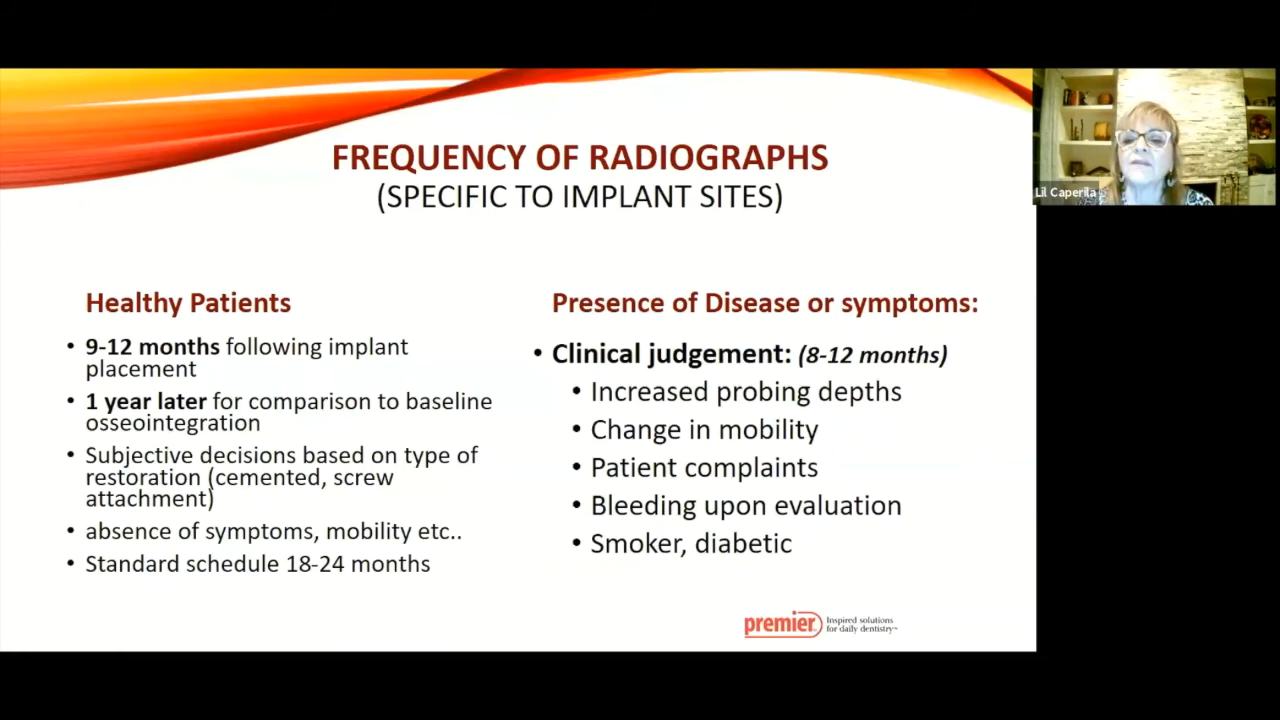 FREQUENCY OF RADIOGRAPHS
(SPECIFIC TO IMPLANT SITES)
Lil Caperila
Healthy Patients
• 9-12 months following implant
placement
• 1 year later for comparison to baseline
osseointegration
• Subjective decisions based on type of
restoration (cemented, screw
attachment)
• absence of symptoms, mobility etc..
• Standard schedule 18-24 months
Presence of Disease or symptoms:
• Clinical judgement: (8-12 months)
• Increased probing depths
• Change in mobility
• Patient complaints
• Bleeding upon evaluation
• Smoker, diabetic
premier
Inspired solutions
for daily dentistry™